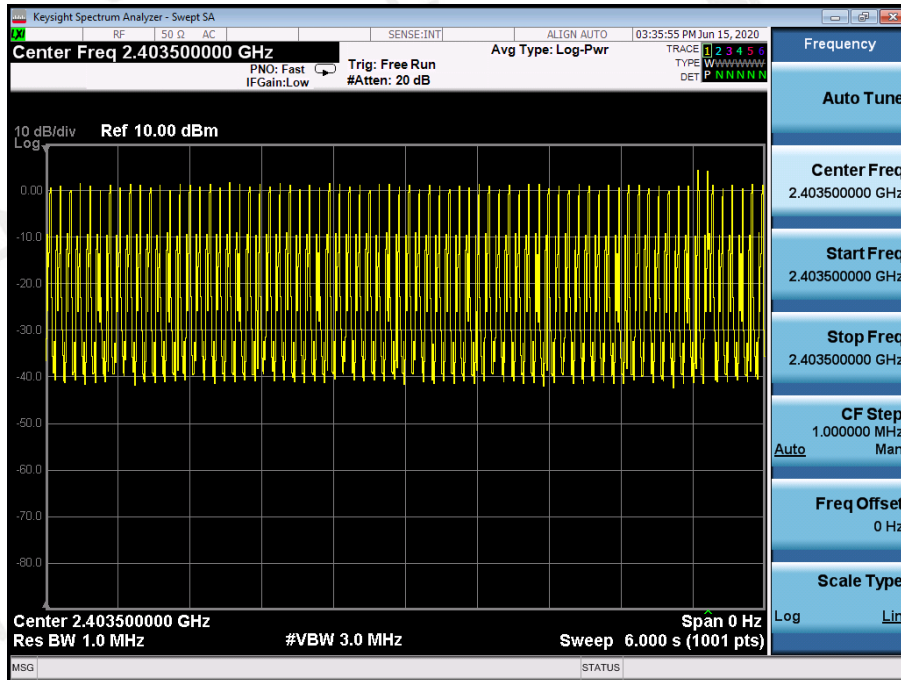 Keysight Spectrum Analyzer - Swept SA
LXI RF 50 Ω AC SENSE:INT ALIGN AUTO 03:35:55 PM Jun 15, 2020
Center Freq 2.403500000 GHz
Avg Type: Log-Pwr
TRACE 1 2 3 4 5 6
TYPE WWWWWWW
DET P N N N N N
PNO: Fast
IFGain:Low
Trig: Free Run
#Atten: 20 dB
10 dB/div Ref 10.00 dBm
Log
0.00
-10.0
-20.0
-30.0
-40.0
-50.0
-60.0
-70.0
-80.0
Center 2.403500000 GHz Span 0 Hz
Res BW 1.0 MHz #VBW 3.0 MHz Sweep 6.000 s (1001 pts)
MSG STATUS
Frequency
Auto Tune
Center Freq
2.403500000 GHz
Start Freq
2.403500000 GHz
Stop Freq
2.403500000 GHz
CF Step
1.000000 MHz
Auto Man
Freq Offset
0 Hz
Scale Type
Log Lin